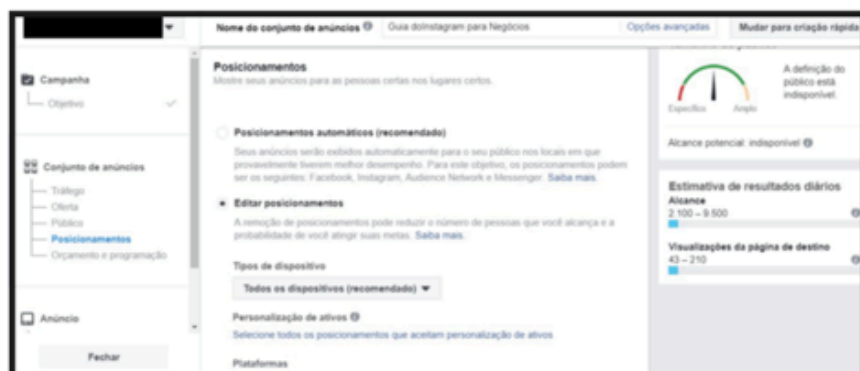 Nome do conjunto de anúncios
Guia doInstagram para Negócios
Opções avançadas
Mudar para criação rápida
Campanha
Objetivo
Conjunto de anúncios
Tráfego
Oferta
Público
Posicionamentos
Orçamento e programação
Anúncio
Fechar
Posicionamentos
Mostre seus anúncios para as pessoas certas nos lugares certos.
Posicionamentos automáticos (recomendado)
Seus anúncios serão exibidos automaticamente para o seu público nos locais em que
provavelmente tiverem melhor desempenho. Para este objetivo, os posicionamentos podem
ser os seguintes: Facebook, Instagram, Audience Network e Messenger. Saiba mais.
Editar posicionamentos
A remoção de posicionamentos pode reduzir o número de pessoas que você alcança e a
probabilidade de você atingir suas metas. Saiba mais.
Tipos de dispositivo
Todos os dispositivos (recomendado)
Personalização de ativos
Selecione todos os posicionamentos que aceitam personalização de ativos
Plataformas
Específico
Amplo
A definição do
público está
indisponível.
Alcance potencial: indisponível
Estimativa de resultados diários
Alcance
2.100 – 9.500
Visualizações da página de destino
43 – 210